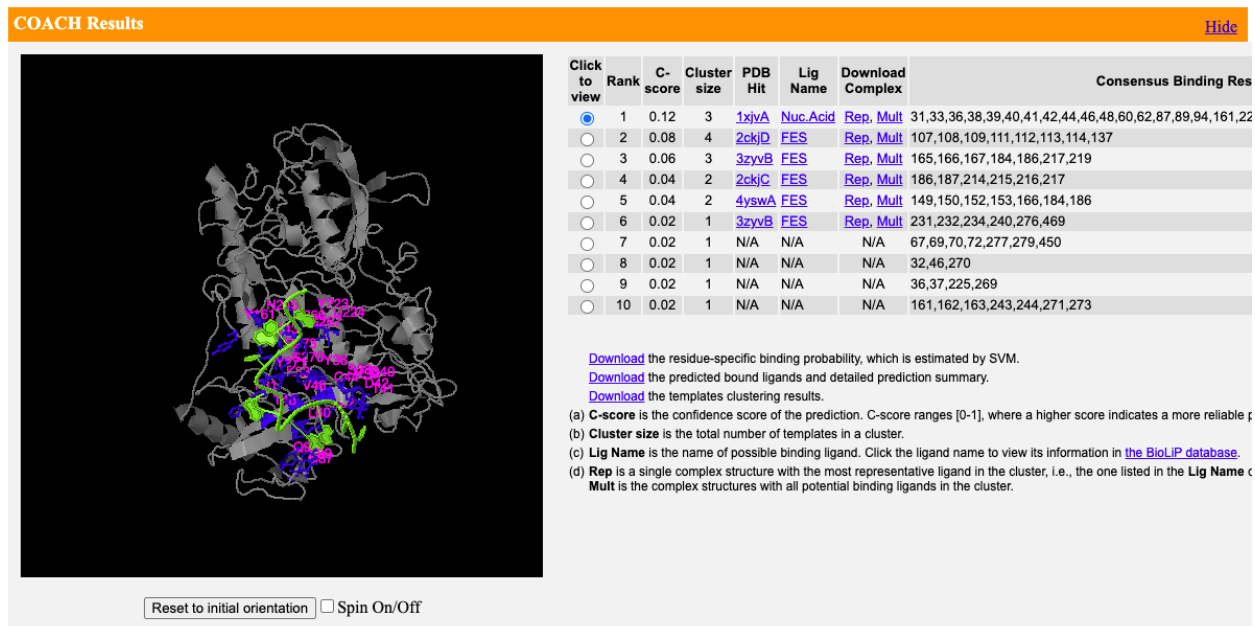 COACH Results
Hide
Click to view Rank C-score Cluster size PDB Hit Lig Name Download Complex Consensus Binding Res
1 0.12 3 1xjvA Nuc.Acid Rep, Mult 31,33,36,38,39,40,41,42,44,46,48,60,62,87,89,94,161,22
2 0.08 4 2ckjD FES Rep, Mult 107,108,109,111,112,113,114,137
3 0.06 3 3zyvB FES Rep, Mult 165,166,167,184,186,217,219
4 0.04 2 2ckjC FES Rep, Mult 186,187,214,215,216,217
5 0.04 2 4yswA FES Rep, Mult 149,150,152,153,166,184,186
6 0.02 1 3zyvB FES Rep, Mult 231,232,234,240,276,469
7 0.02 1 N/A N/A N/A 67,69,70,72,277,279,450
8 0.02 1 N/A N/A N/A 32,46,270
9 0.02 1 N/A N/A N/A 36,37,225,269
10 0.02 1 N/A N/A N/A 161,162,163,243,244,271,273
Download the residue-specific binding probability, which is estimated by SVM.
Download the predicted bound ligands and detailed prediction summary.
Download the templates clustering results.
(a) C-score is the confidence score of the prediction. C-score ranges [0-1], where a higher score indicates a more reliable p
(b) Cluster size is the total number of templates in a cluster.
(c) Lig Name is the name of possible binding ligand. Click the ligand name to view its information in the BioLiP database.
(d) Rep is a single complex structure with the most representative ligand in the cluster, i.e., the one listed in the Lig Name c
Mult is the complex structures with all potential binding ligands in the cluster.
Reset to initial orientation Spin On/Off